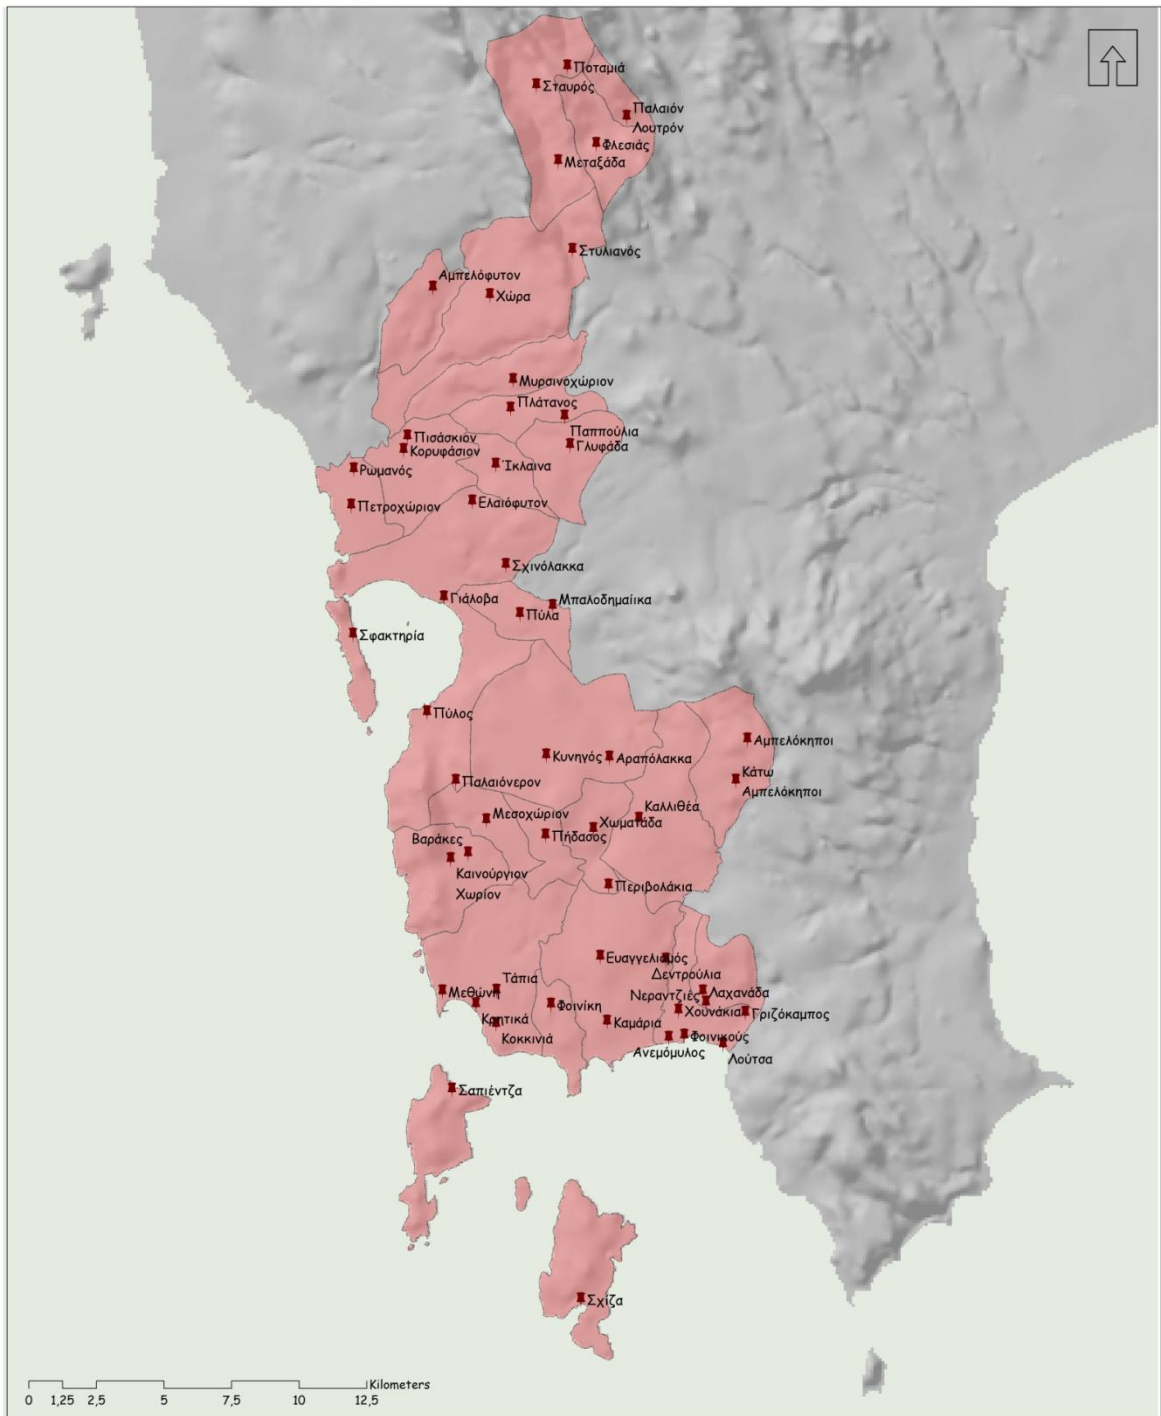 Ποταμιά
Σταυρός
Παλαιόν
Λουτρόν
Φλεσιάς
Μεταξάδα
Στυλιανός
Αμπελόφυτον
Χώρα
Μυρσινοχώριον
Πλάτανος
Παππούλια
Πισάσκιον
Γλυφάδα
Κορυφάσιον
Ίκλαινα
Ρωμανός
Ελαιόφυτον
Πετροχώριον
Σχινόλακκα
Γιάλοβα
Μπαλοδημαίικα
Πύλα
Σφακτηρία
Πύλος
Αμπελόκηποι
Κυνηγός
Αραπόλακκα
Κάτω
Αμπελόκηποι
Παλαιόνερον
Καλλιθέα
Μεσοχώριον
Χωματάδα
Πήδασος
Βαράκες
Καινούργιον
Χωρίον
Περιβολάκια
Ευαγγελισμός
Δεντρούλια
Τάπια
Μεθώνη
Νεραντζιές
Λαχανάδα
Φοινίκη
Χουνάκια
Γριζόκαμπος
Κρητικά
Καμάρια
Κοκκινιά
Φοινικούς
Ανεμόμυλος
Λούτσα
Σαπιέντζα
Σχίζα
Kilometers
0 1,25 2,5 5 7,5 10 12,5